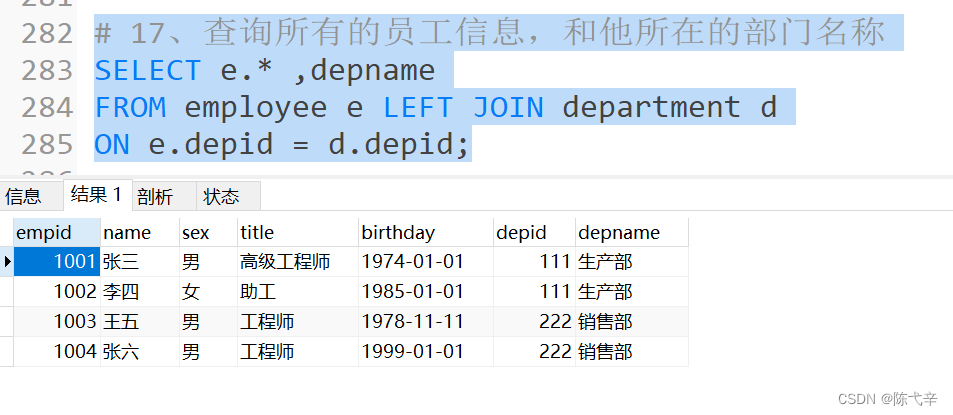 282 # 17、查询所有的员工信息，和他所在的部门名称
283 SELECT e.* ,depname
284 FROM employee e LEFT JOIN department d
285 ON e.depid = d.depid;
信息 结果 1 剖析 状态
empid name sex title birthday depid depname
1001 张三 男 高级工程师 1974-01-01 111 生产部
1002 李四 女 助工 1985-01-01 111 生产部
1003 王五 男 工程师 1978-11-11 222 销售部
1004 张六 男 工程师 1999-01-01 222 销售部
CSDN @陈弋辛